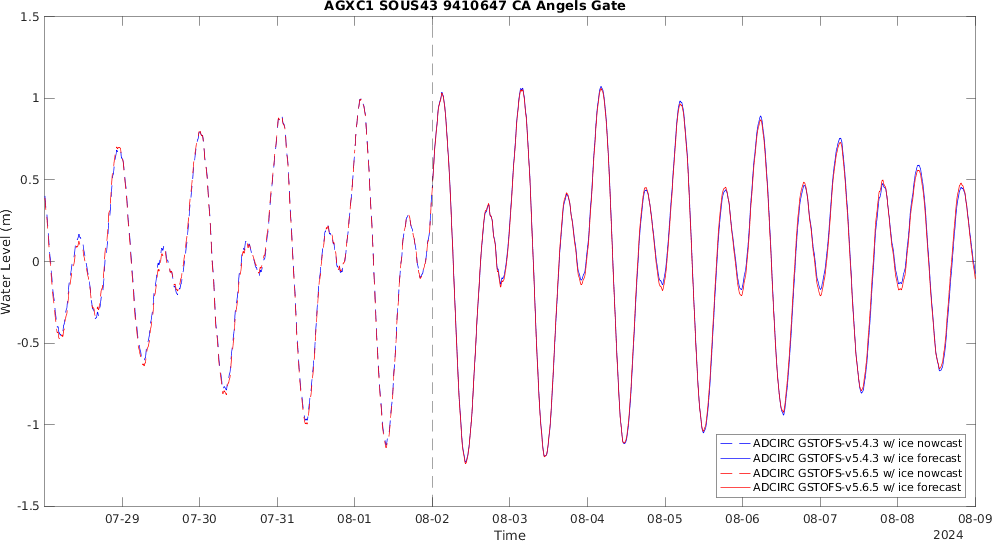 AGXC1 SOUS43 9410647 CA Angels Gate
1.5
1
0.5
0
-0.5
-1
-1.5
Water Level (m)
ADCIRC GSTOFS-v5.4.3 w/ ice nowcast
ADCIRC GSTOFS-v5.4.3 w/ ice forecast
ADCIRC GSTOFS-v5.6.5 w/ ice nowcast
ADCIRC GSTOFS-v5.6.5 w/ ice forecast
07-29 07-30 07-31 08-01 08-02 08-03 08-04 08-05 08-06 08-07 08-08 08-09
Time
2024